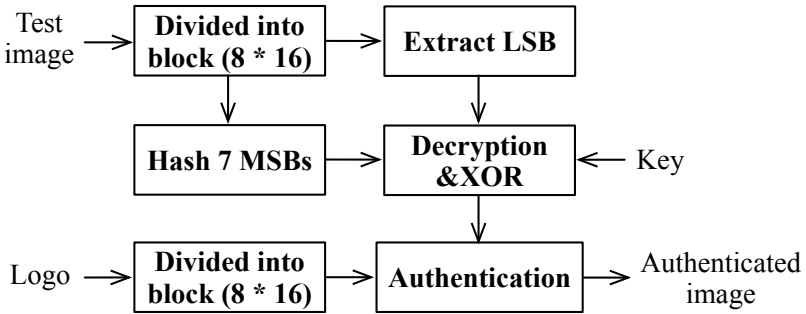 Test
image
Divided into
block (8 * 16)
Extract LSB
Hash 7 MSBs
Decryption
&XOR
Key
Logo
Divided into
block (8 * 16)
Authentication
Authenticated
image